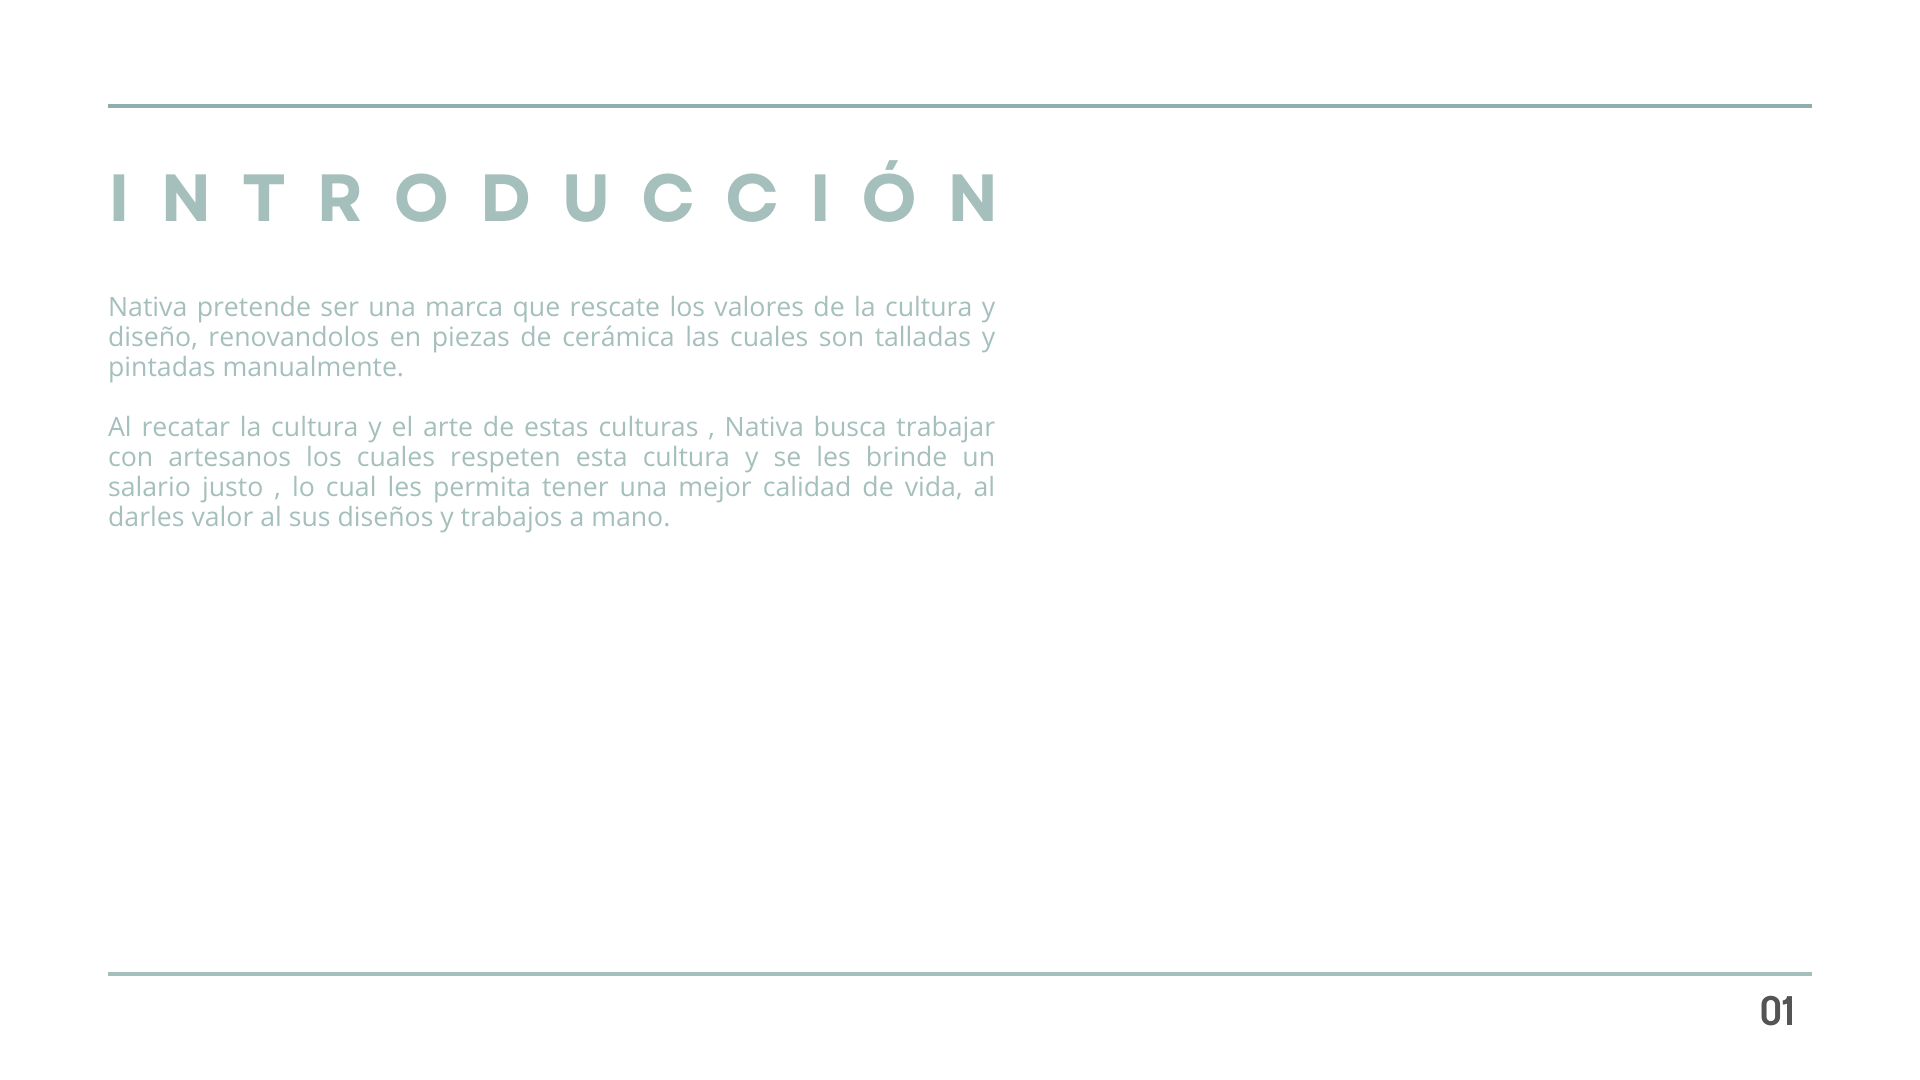 INTRODUCCIÓN
Nativa pretende ser una marca que rescate los valores de la cultura y
diseño, renovandolos en piezas de cerámica las cuales son talladas y
pintadas manualmente.
Al recatar la cultura y el arte de estas culturas , Nativa busca trabajar
con artesanos los cuales respeten esta cultura y se les brinde un
salario justo , lo cual les permita tener una mejor calidad de vida, al
darles valor al sus diseños y trabajos a mano.
01